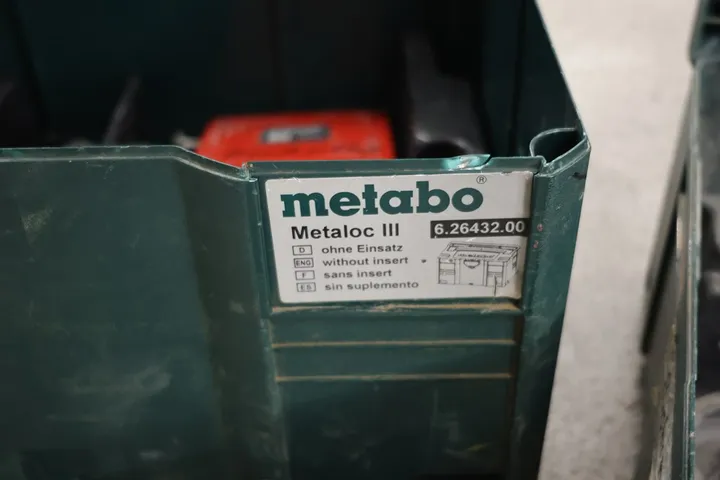 metabo®
Metaloc III 6.26432.00
D ohne Einsatz
ENG without insert
F sans insert
ES sin suplemento